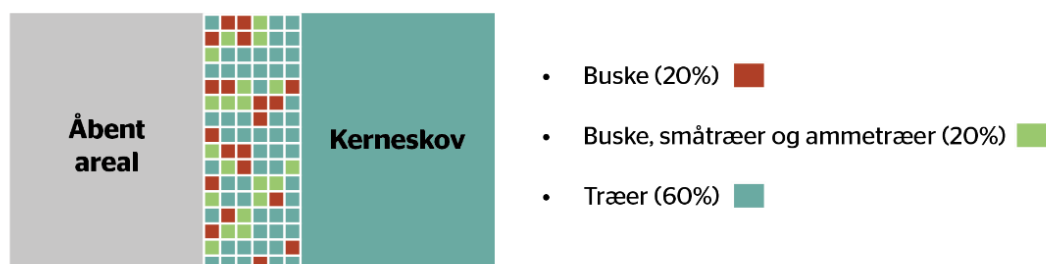 Åbent
areal
Kerneskov
• Buske (20%)
• Buske, småtræer og ammetræer (20%)
• Træer (60%)